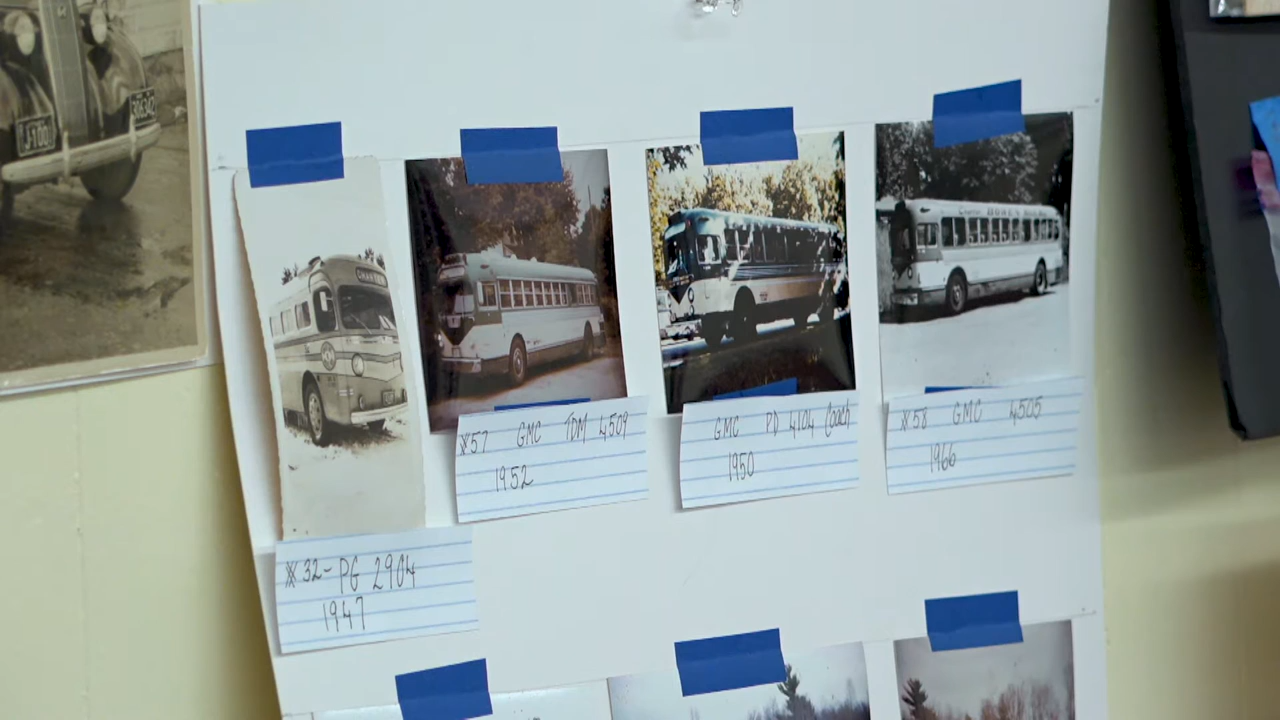 #57 GMC TDM 4509
1952
GMC PD 4104 Coach
1950
#58 GMC 4505
1966
#32- PG 2904
1947